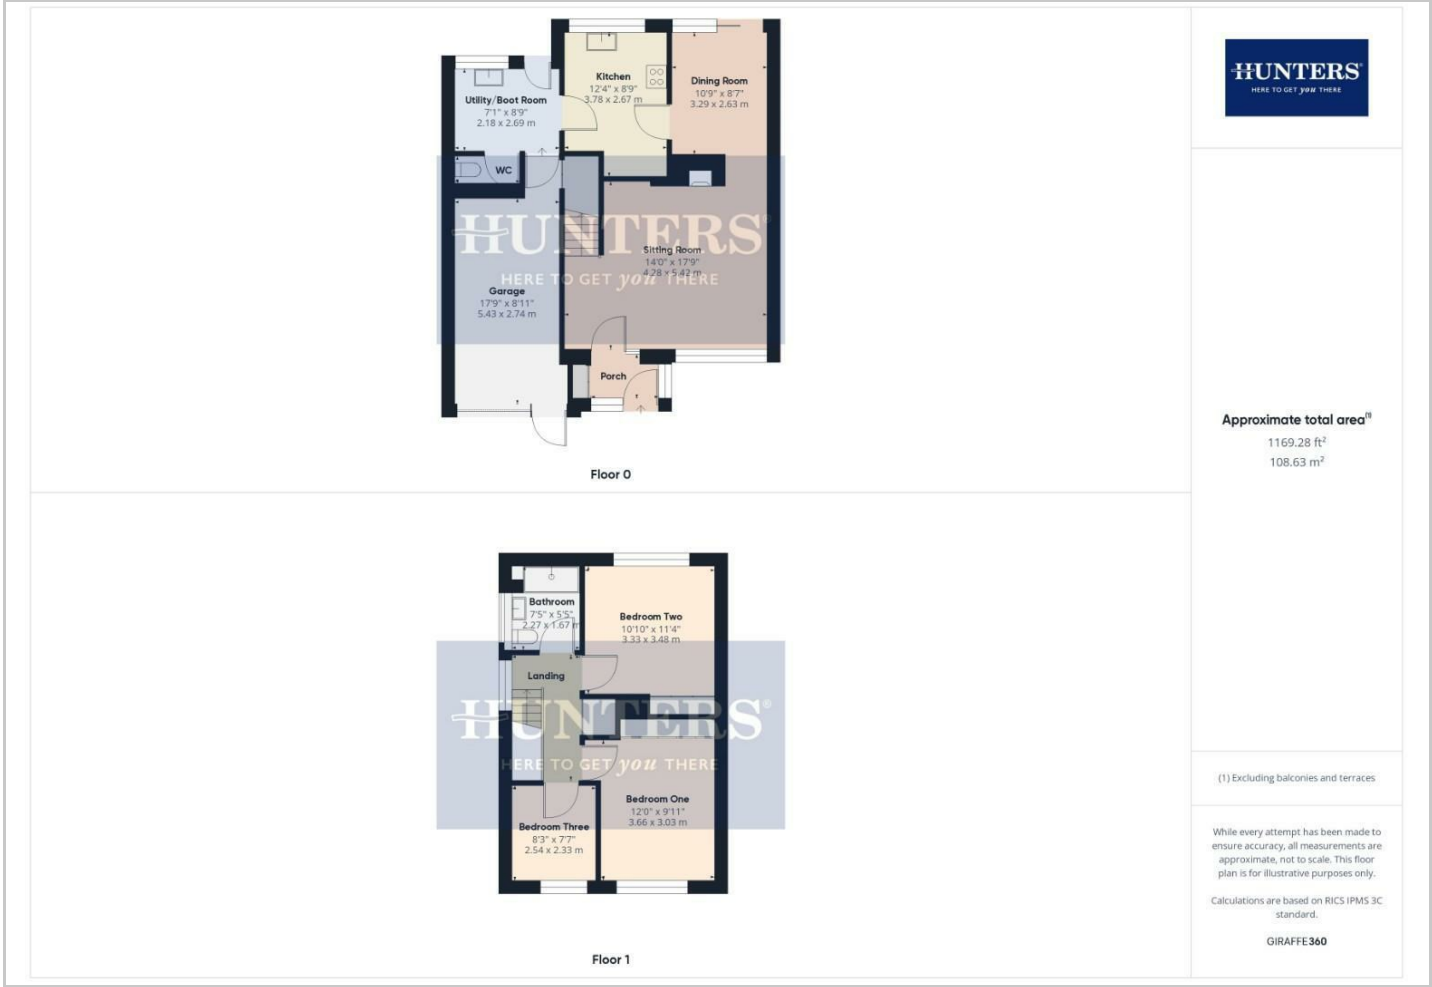 Kitchen
12'4" x 8'9"
3.78 x 2.67 m
Dining Room
10'9" x 8'7"
3.29 x 2.63 m
Utility/Boot Room
7'1" x 8'9"
2.18 x 2.69 m
WC
HUNTERS®
HERE TO GET you THERE
Sitting Room
14'0" x 17'9"
4.28 x 5.42 m
Garage
17'9" x 8'11"
5.43 x 2.74 m
Porch
Floor 0
Bathroom
7'5" x 5'5"
2.27 x 1.67 m
Bedroom Two
10'10" x 11'4"
3.33 x 3.48 m
Landing
HUNTERS®
HERE TO GET you THERE
Bedroom One
12'0" x 9'11"
3.66 x 3.03 m
Bedroom Three
8'3" x 7'7"
2.54 x 2.33 m
Floor 1
HUNTERS®
HERE TO GET you THERE
Approximate total area(1)
1169.28 ft²
108.63 m²
(1) Excluding balconies and terraces
While every attempt has been made to
ensure accuracy, all measurements are
approximate, not to scale. This floor
plan is for illustrative purposes only.
Calculations are based on RICS IPMS 3C
standard.
GIRAFFE360